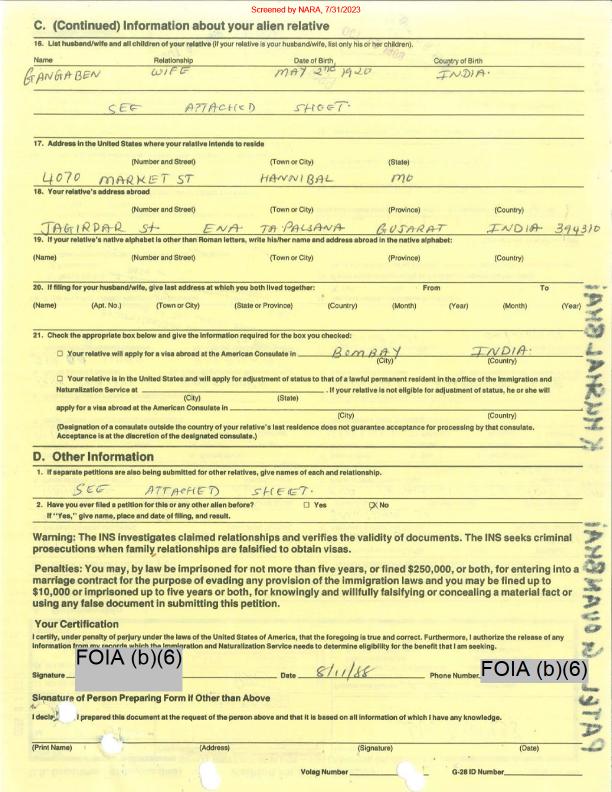 Screened by NARA, 7/31/2023
C. (Continued) Information about your alien relative
16. List husband/wife and all children of your relative (if your relative is your husband/wife, list only his or her children).
Name Relationship Date of Birth Country of Birth
GANGABEN WIFE MAY 2nd 1920 INDIA.
SEE ATTACHED SHEET.
17. Address in the United States where your relative intends to reside
(Number and Street) (Town or City) (State)
4070 MARKET ST HANNIBAL MO
18. Your relative's address abroad
(Number and Street) (Town or City) (Province) (Country)
JAGIRDAR St ENA TA PALSANA GUJARAT INDIA 394310
19. If your relative's native alphabet is other than Roman letters, write his/her name and address abroad in the native alphabet:
(Name) (Number and Street) (Town or City) (Province) (Country)
20. If filing for your husband/wife, give last address at which you both lived together: From To
(Name) (Apt. No.) (Town or City) (State or Province) (Country) (Month) (Year) (Month) (Year)
21. Check the appropriate box below and give the information required for the box you checked:
☐ Your relative will apply for a visa abroad at the American Consulate in BOMBAY INDIA.
(City) (Country)
☐ Your relative is in the United States and will apply for adjustment of status to that of a lawful permanent resident in the office of the Immigration and
Naturalization Service at . If your relative is not eligible for adjustment of status, he or she will
(City) (State)
apply for a visa abroad at the American Consulate in
(City) (Country)
(Designation of a consulate outside the country of your relative's last residence does not guarantee acceptance for processing by that consulate.
Acceptance is at the discretion of the designated consulate.)
D. Other Information
1. If separate petitions are also being submitted for other relatives, give names of each and relationship.
SEE ATTACHED SHEET.
2. Have you ever filed a petition for this or any other alien before? ☐ Yes ☒ No
If "Yes," give name, place and date of filing, and result.
Warning: The INS investigates claimed relationships and verifies the validity of documents. The INS seeks criminal
prosecutions when family relationships are falsified to obtain visas.
Penalties: You may, by law be imprisoned for not more than five years, or fined $250,000, or both, for entering into a
marriage contract for the purpose of evading any provision of the immigration laws and you may be fined up to
$10,000 or imprisoned up to five years or both, for knowingly and willfully falsifying or concealing a material fact or
using any false document in submitting this petition.
Your Certification
I certify, under penalty of perjury under the laws of the United States of America, that the foregoing is true and correct. Furthermore, I authorize the release of any
information from my records which the Immigration and Naturalization Service needs to determine eligibility for the benefit that I am seeking.
FOIA (b)(6)
Signature Date 8/11/88 Phone Number FOIA (b)(6)
Signature of Person Preparing Form if Other than Above
I prepared this document at the request of the person above and that it is based on all information of which I have any knowledge.
(Print Name) (Address) (Signature) (Date)
Volag Number G-28 ID Number